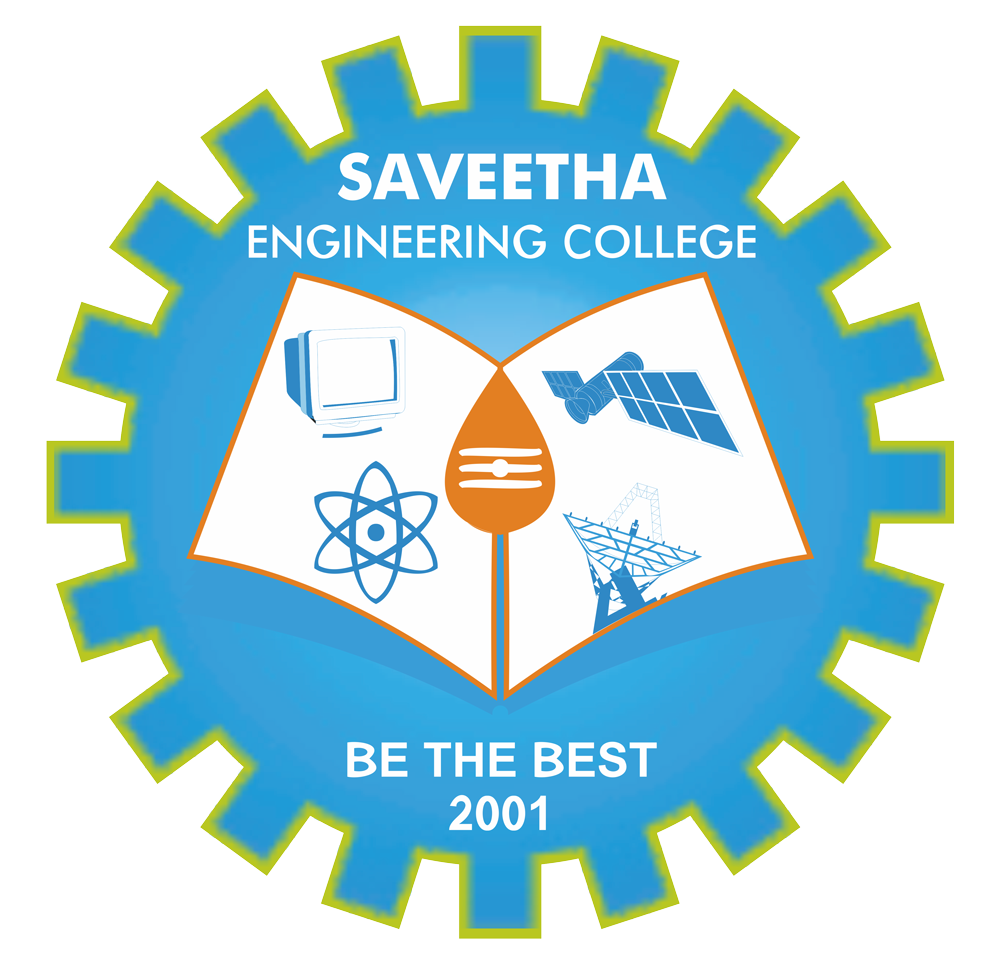 SAVEETHA
ENGINEERING COLLEGE
BE THE BEST
2001